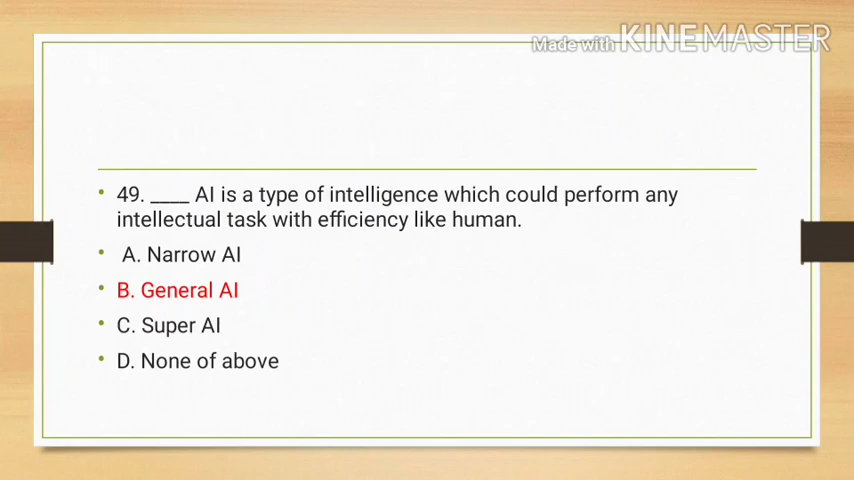 Made with KINEMASTER
49. ____ AI is a type of intelligence which could perform any
intellectual task with efficiency like human.
A. Narrow AI
B. General AI
C. Super AI
D. None of above